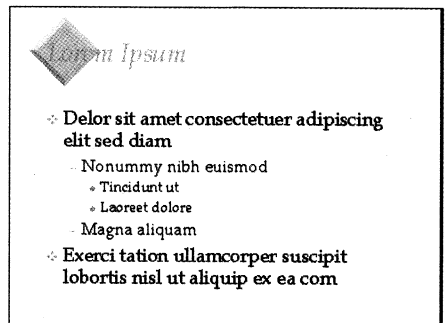 Lorem Ipsum
Delor sit amet consectetuer adipiscing
elit sed diam
Nonummy nibh euismod
Tincidunt ut
Laoreet dolore
Magna aliquam
Exerci tation ullamcorper suscipit
lobortis nisl ut aliquip ex ea com